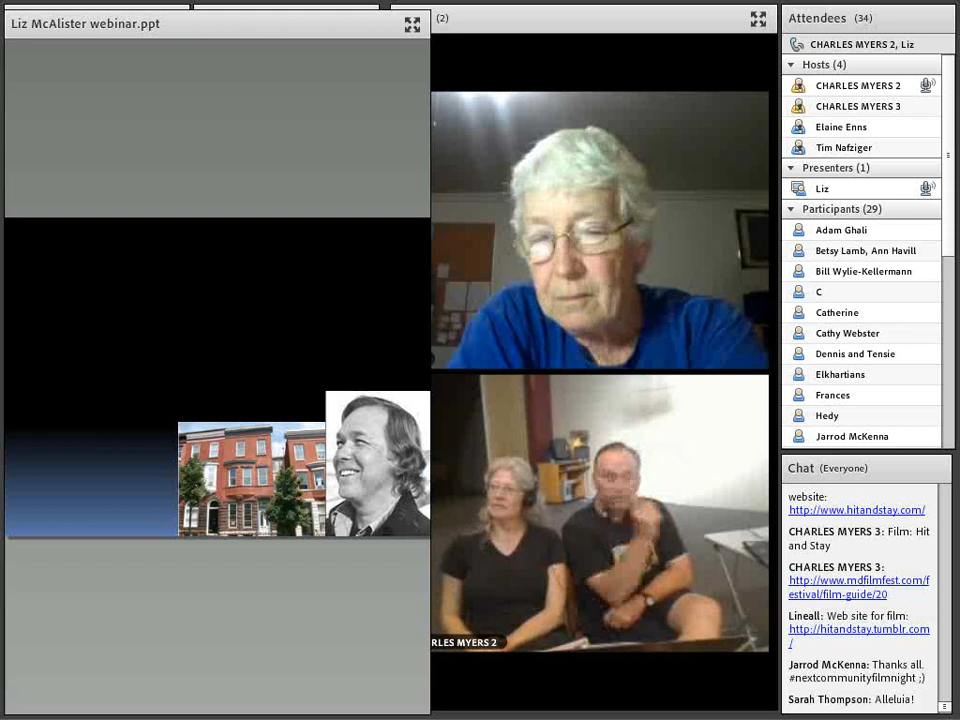 Liz McAlister webinar.ppt
(2)
RLES MYERS 2
Attendees (34)
CHARLES MYERS 2, Liz
Hosts (4)
CHARLES MYERS 2
CHARLES MYERS 3
Elaine Enns
Tim Nafziger
Presenters (1)
Liz
Participants (29)
Adam Ghali
Betsy Lamb, Ann Havill
Bill Wylie-Kellermann
C
Catherine
Cathy Webster
Dennis and Tensie
Elkhartians
Frances
Hedy
Jarrod McKenna
Chat (Everyone)
website:
http://www.hitandstay.com/
CHARLES MYERS 3: Film: Hit
and Stay
CHARLES MYERS 3:
http://www.mdfilmfest.com/f
estival/film-guide/20
Lineall: Web site for film:
http://hitandstay.tumblr.com
/
Jarrod McKenna: Thanks all.
#nextcommunityfilmnight ;)
Sarah Thompson: Alleluia!